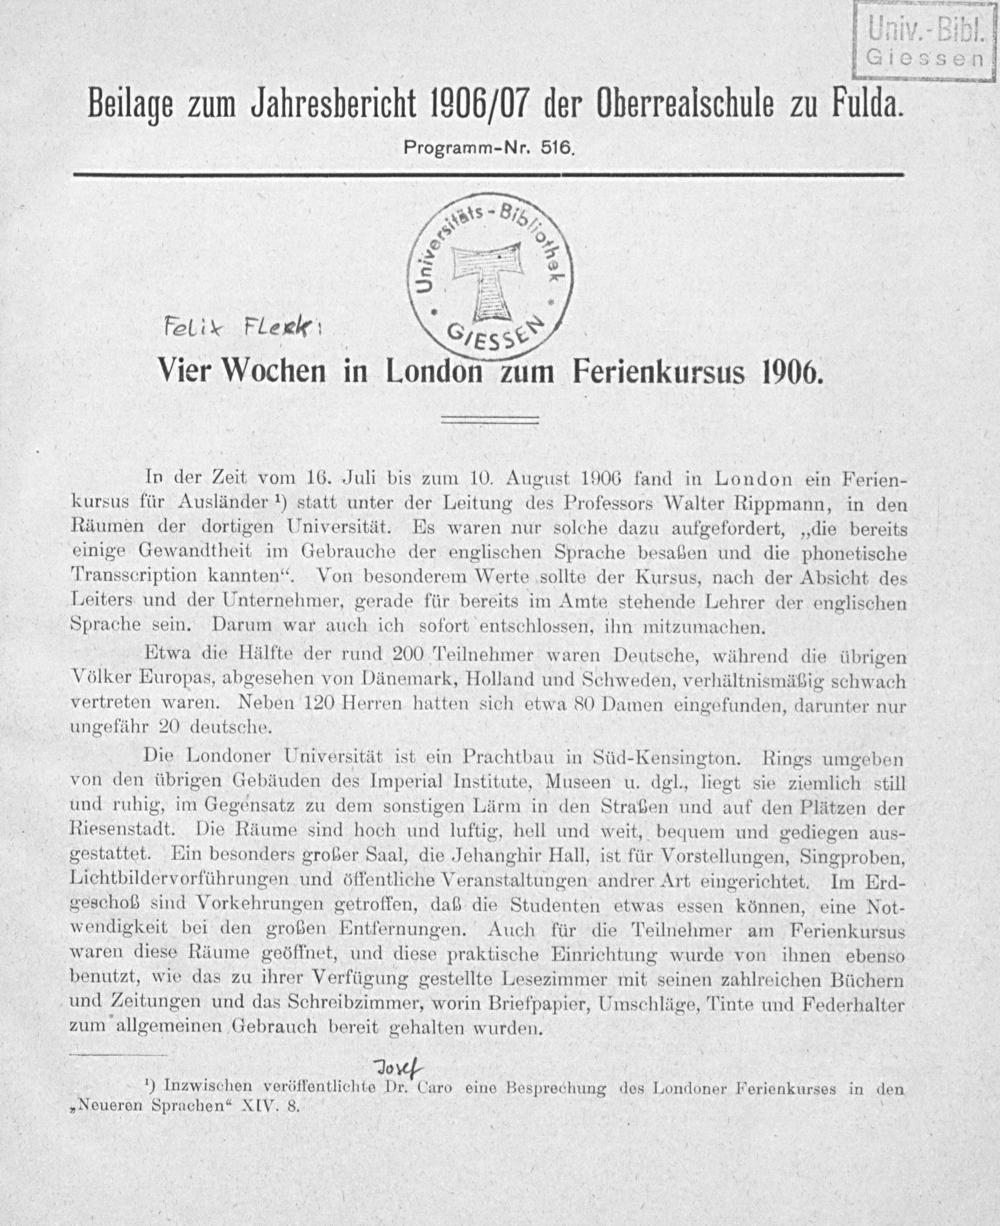 Univ.-Bibl.
Giessen
Beilage zum Jahresbericht 1906/07 der Oberrealschule zu Fulda.
Programm-Nr. 516.
Universitäts-Bibliothek
GIESSEN
Felix
Vier Wochen in London zum Ferienkursus 1906.
In der Zeit vom 16. Juli bis zum 10. August 1906 fand in London ein Ferien-
kursus für Ausländer ¹) statt unter der Leitung des Professors Walter Rippmann, in den
Räumen der dortigen Universität. Es waren nur solche dazu aufgefordert, „die bereits
einige Gewandtheit im Gebrauche der englischen Sprache besaßen und die phonetische
Transscription kannten“. Von besonderem Werte sollte der Kursus, nach der Absicht des
Leiters und der Unternehmer, gerade für bereits im Amte stehende Lehrer der englischen
Sprache sein. Darum war auch ich sofort entschlossen, ihn mitzumachen.
Etwa die Hälfte der rund 200 Teilnehmer waren Deutsche, während die übrigen
Völker Europas, abgesehen von Dänemark, Holland und Schweden, verhältnismäßig schwach
vertreten waren. Neben 120 Herren hatten sich etwa 80 Damen eingefunden, darunter nur
ungefähr 20 deutsche.
Die Londoner Universität ist ein Prachtbau in Süd-Kensington. Rings umgeben
von den übrigen Gebäuden des Imperial Institute, Museen u. dgl., liegt sie ziemlich still
und ruhig, im Gegensatz zu dem sonstigen Lärm in den Straßen und auf den Plätzen der
Riesenstadt. Die Räume sind hoch und luftig, hell und weit, bequem und gediegen aus-
gestattet. Ein besonders großer Saal, die Jehanghir Hall, ist für Vorstellungen, Singproben,
Lichtbildervorführungen und öffentliche Veranstaltungen andrer Art eingerichtet. Im Erd-
geschoß sind Vorkehrungen getroffen, daß die Studenten etwas essen können, eine Not-
wendigkeit bei den großen Entfernungen. Auch für die Teilnehmer am Ferienkursus
waren diese Räume geöffnet, und diese praktische Einrichtung wurde von ihnen ebenso
benutzt, wie das zu ihrer Verfügung gestellte Lesezimmer mit seinen zahlreichen Büchern
und Zeitungen und das Schreibzimmer, worin Briefpapier, Umschläge, Tinte und Federhalter
zum allgemeinen Gebrauch bereit gehalten wurden.
Josef
¹) Inzwischen veröffentlichte Dr. Caro eine Besprechung des Londoner Ferienkurses in den
„Neueren Sprachen“ XIV. 8.